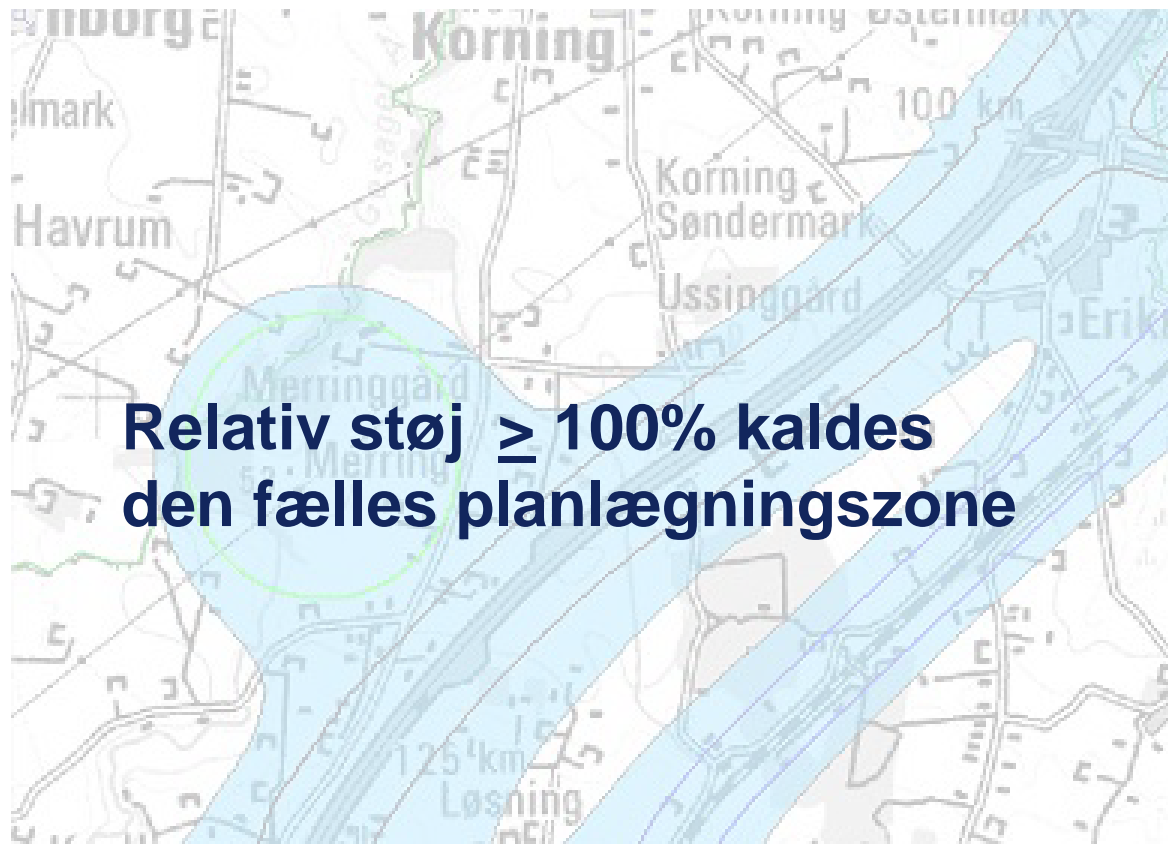 Korning
100 km
elmark
Korning
Søndermark
Havrum
Ussinggård
Merringgård
Relativ støj > 100% kaldes
Merring
den fælles planlægningszone
125 km
Løsning